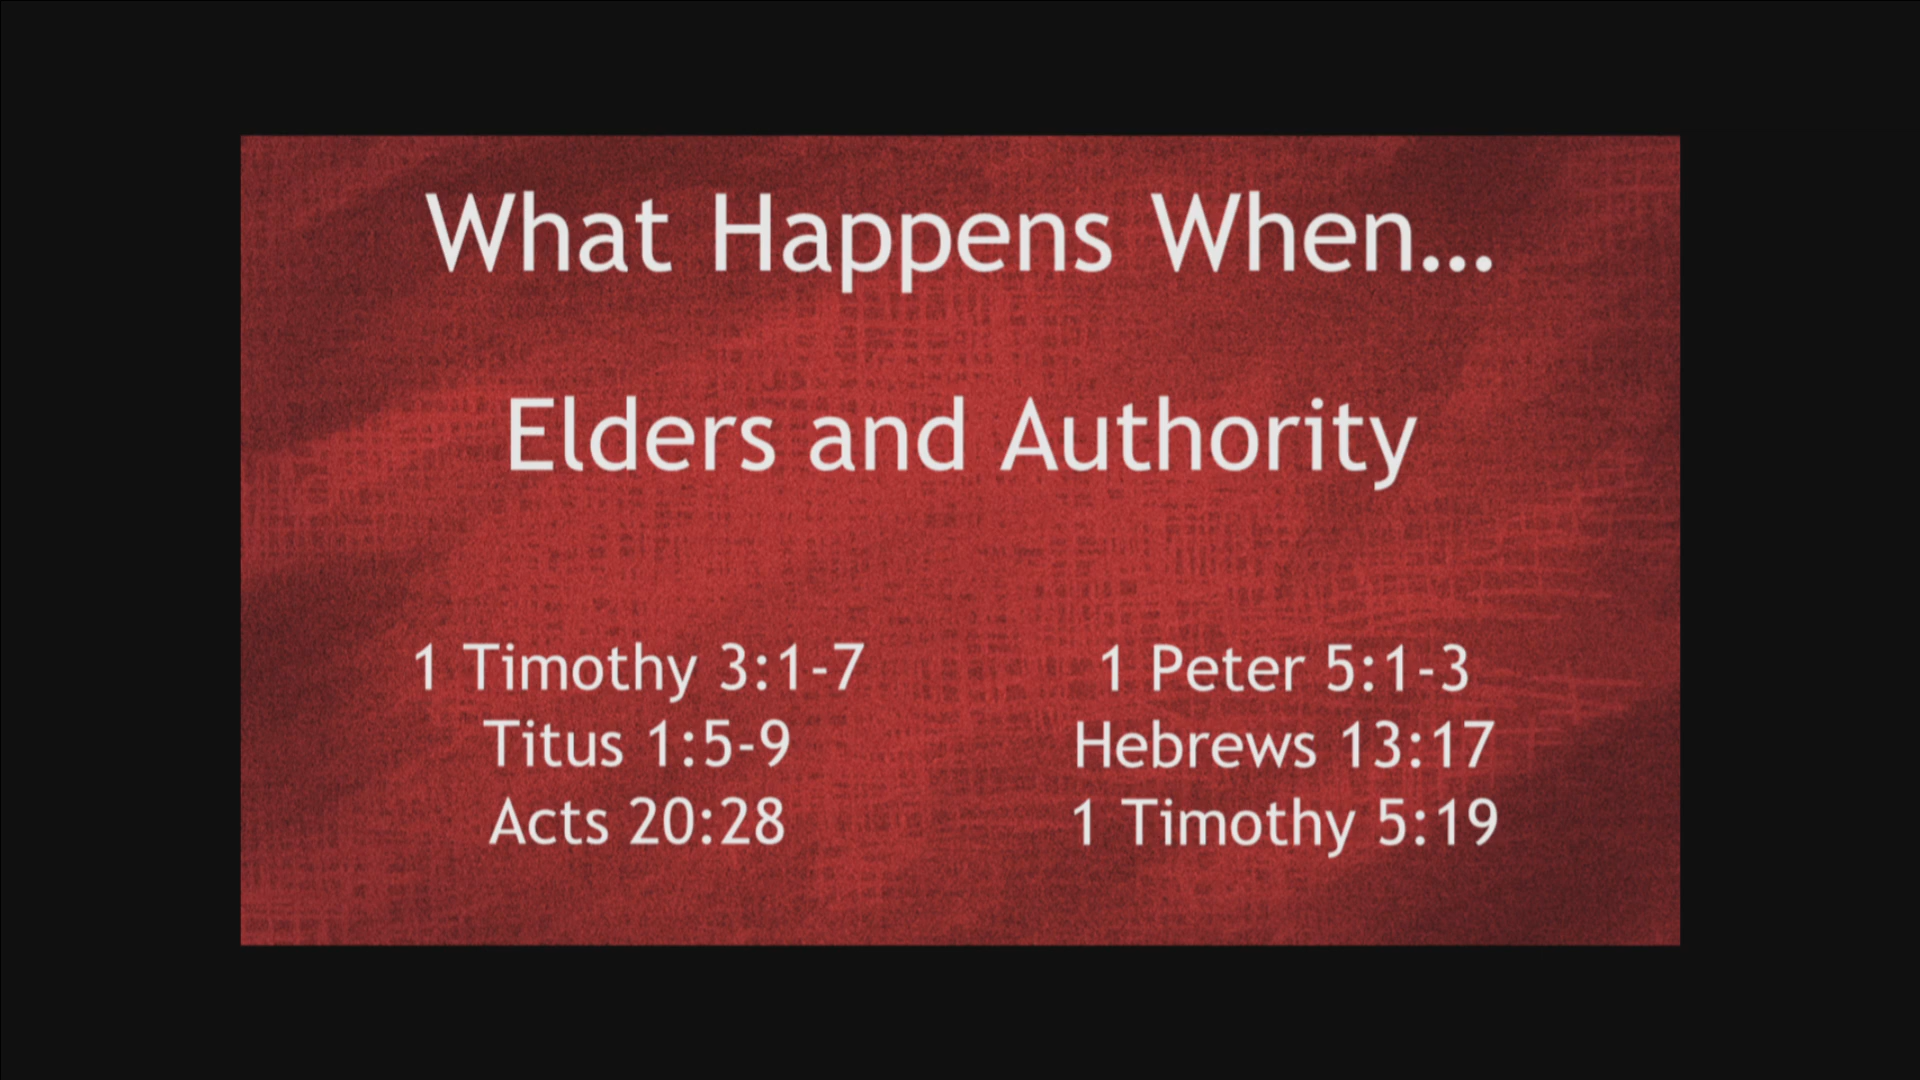 What Happens When...
Elders and Authority
1 Timothy 3:1-7
Titus 1:5-9
Acts 20:28
1 Peter 5:1-3
Hebrews 13:17
1 Timothy 5:19